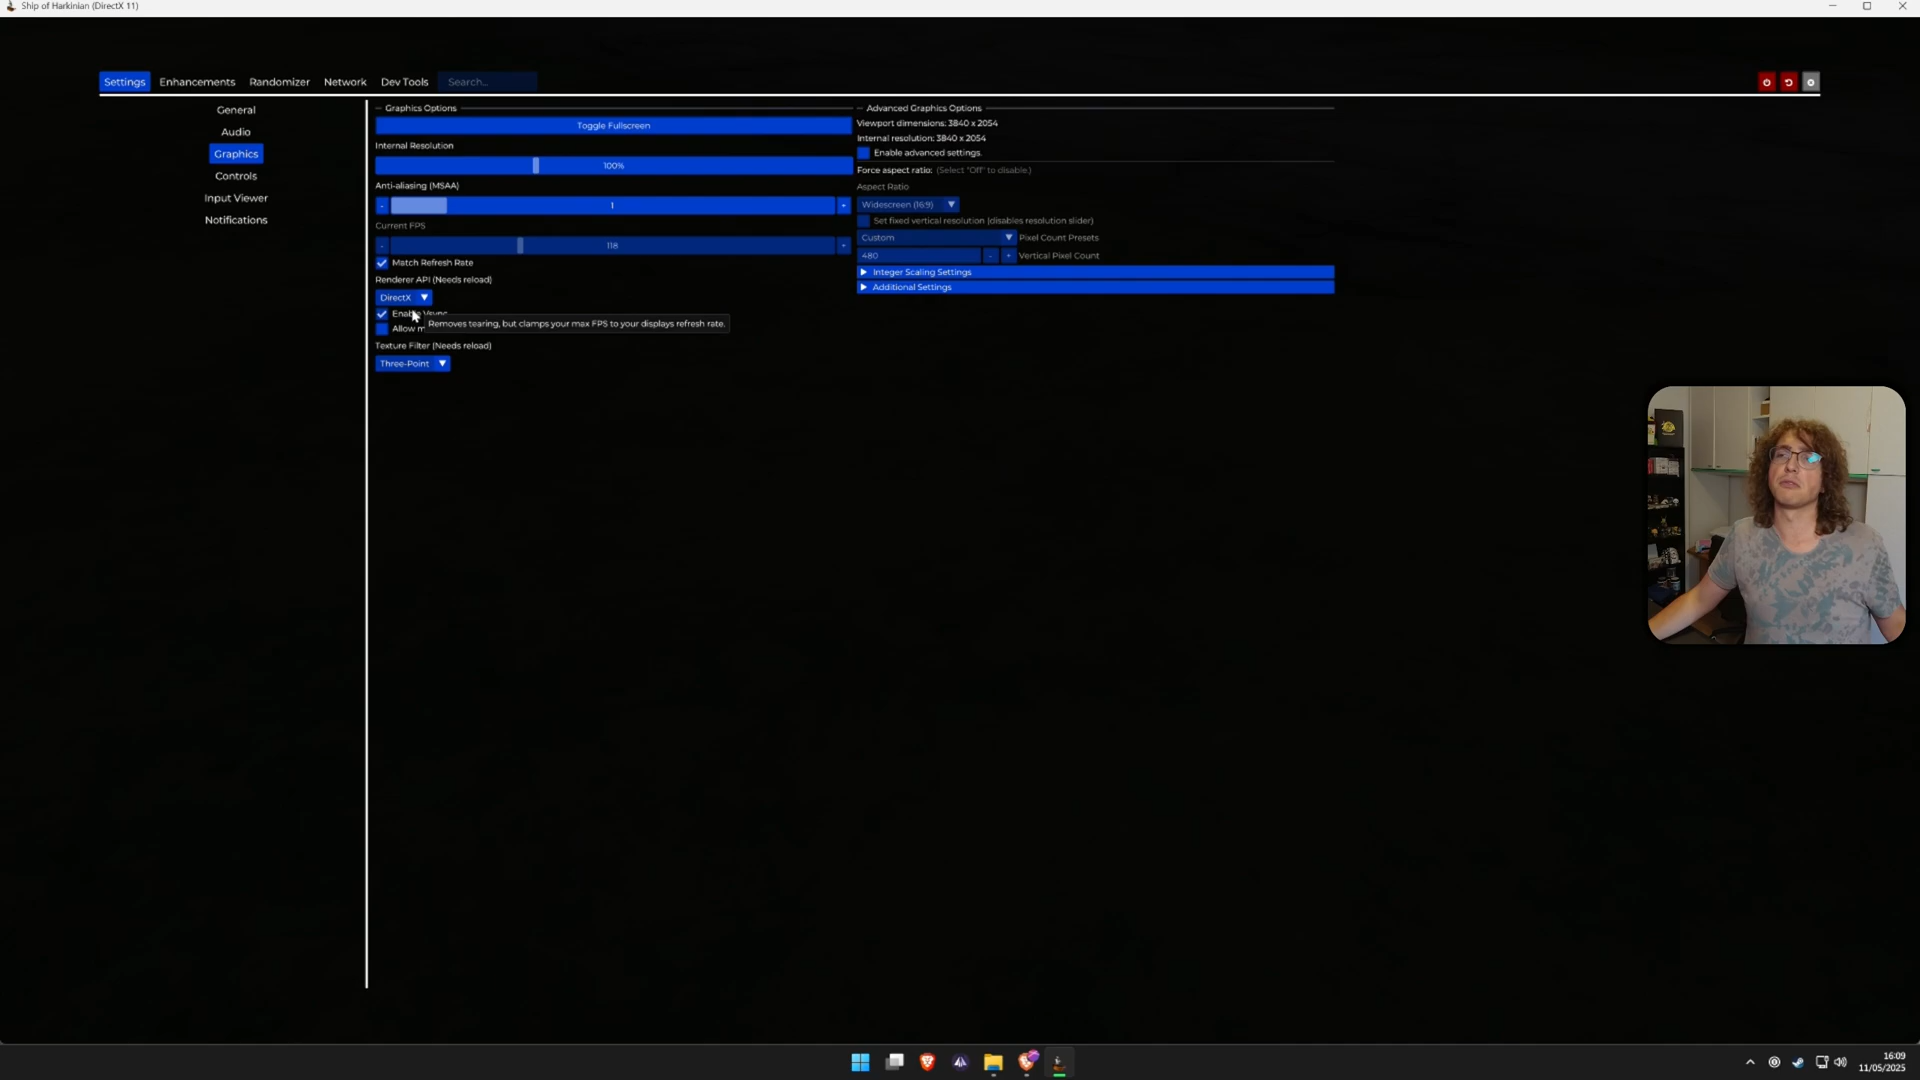 Ship of Harkinian (DirectX 11)
Settings Enhancements Randomizer Network Dev Tools Search...
General
Audio
Graphics
Controls
Input Viewer
Notifications
Graphics Options
Toggle Fullscreen
Internal Resolution
100%
Anti-aliasing (MSAA)
- 1 +
Current FPS
- 118 +
Match Refresh Rate
Renderer API (Needs reload)
DirectX
Enable Vsync
Removes tearing, but clamps your max FPS to your displays refresh rate.
Allow m
Texture Filter (Needs reload)
Three-Point
Advanced Graphics Options
Viewport dimensions: 3840 x 2054
Internal resolution: 3840 x 2054
Enable advanced settings.
Force aspect ratio: (Select "Off" to disable.)
Aspect Ratio
Widescreen (16:9)
Set fixed vertical resolution (disables resolution slider)
Custom Pixel Count Presets
480 - + Vertical Pixel Count
Integer Scaling Settings
Additional Settings
16:09
11/05/2025